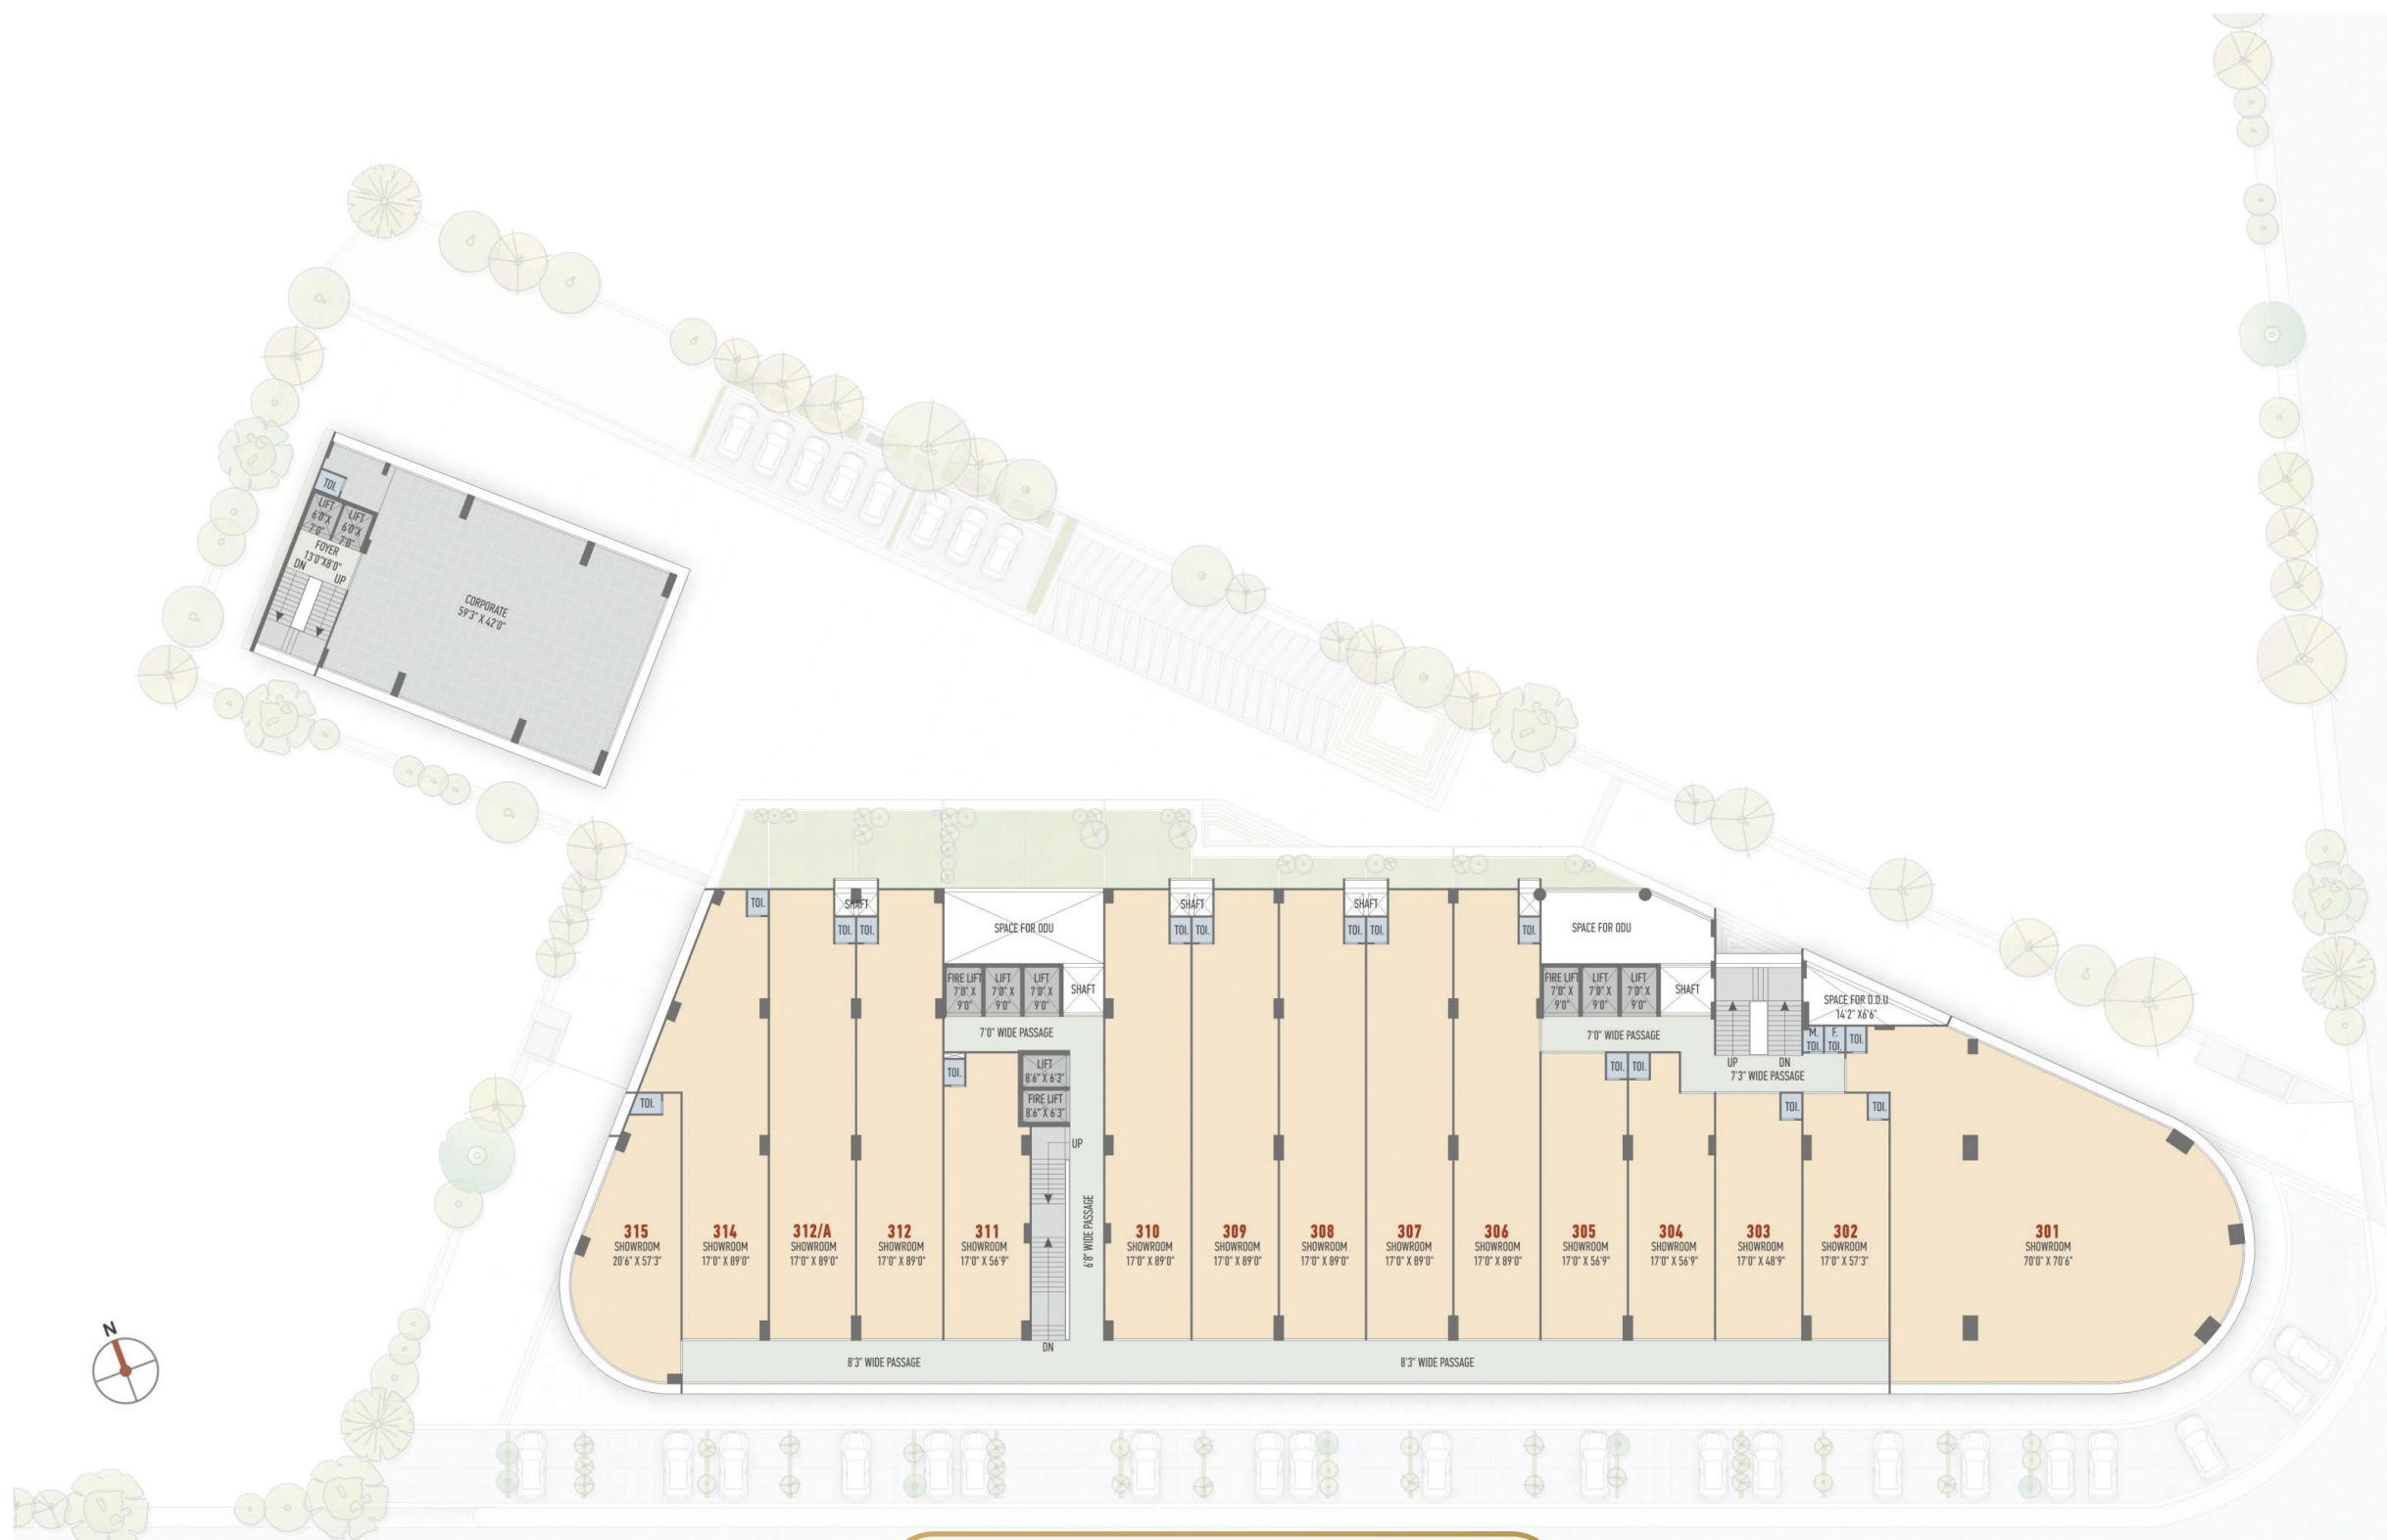 TOI.
LIFT
6'0"X
7'0"
LIFT
6'0"X
7'0"
FOYER
13'0"X8'0"
DN
UP
CORPORATE
59'3" X 42'0"
TOI.
SHAFT
TOI.
TOI.
SPACE FOR ODU
FIRE LIFT
7'0" X
9'0"
LIFT
7'0" X
9'0"
LIFT
7'0" X
9'0"
SHAFT
7'0" WIDE PASSAGE
TOI.
LIFT
8'6" X 6'3"
FIRE LIFT
8'6" X 6'3"
UP
6'8" WIDE PASSAGE
DN
SHAFT
TOI.
TOI.
SHAFT
TOI.
TOI.
TOI.
SPACE FOR ODU
FIRE LIFT
7'0" X
9'0"
LIFT
7'0" X
9'0"
LIFT
7'0" X
9'0"
SHAFT
7'0" WIDE PASSAGE
TOI.
TOI.
UP
DN
7'3" WIDE PASSAGE
SPACE FOR O.D.U
14'2" X6'6"
M.
TOI.
F.
TOI.
TOI.
TOI.
TOI.
TOI.
315
SHOWROOM
20'6" X 57'3"
314
SHOWROOM
17'0" X 89'0"
312/A
SHOWROOM
17'0" X 89'0"
312
SHOWROOM
17'0" X 89'0"
311
SHOWROOM
17'0" X 56'9"
310
SHOWROOM
17'0" X 89'0"
309
SHOWROOM
17'0" X 89'0"
308
SHOWROOM
17'0" X 89'0"
307
SHOWROOM
17'0" X 89'0"
306
SHOWROOM
17'0" X 89'0"
305
SHOWROOM
17'0" X 56'9"
304
SHOWROOM
17'0" X 56'9"
303
SHOWROOM
17'0" X 48'9"
302
SHOWROOM
17'0" X 57'3"
301
SHOWROOM
70'0" X 70'6"
8'3" WIDE PASSAGE
8'3" WIDE PASSAGE
N